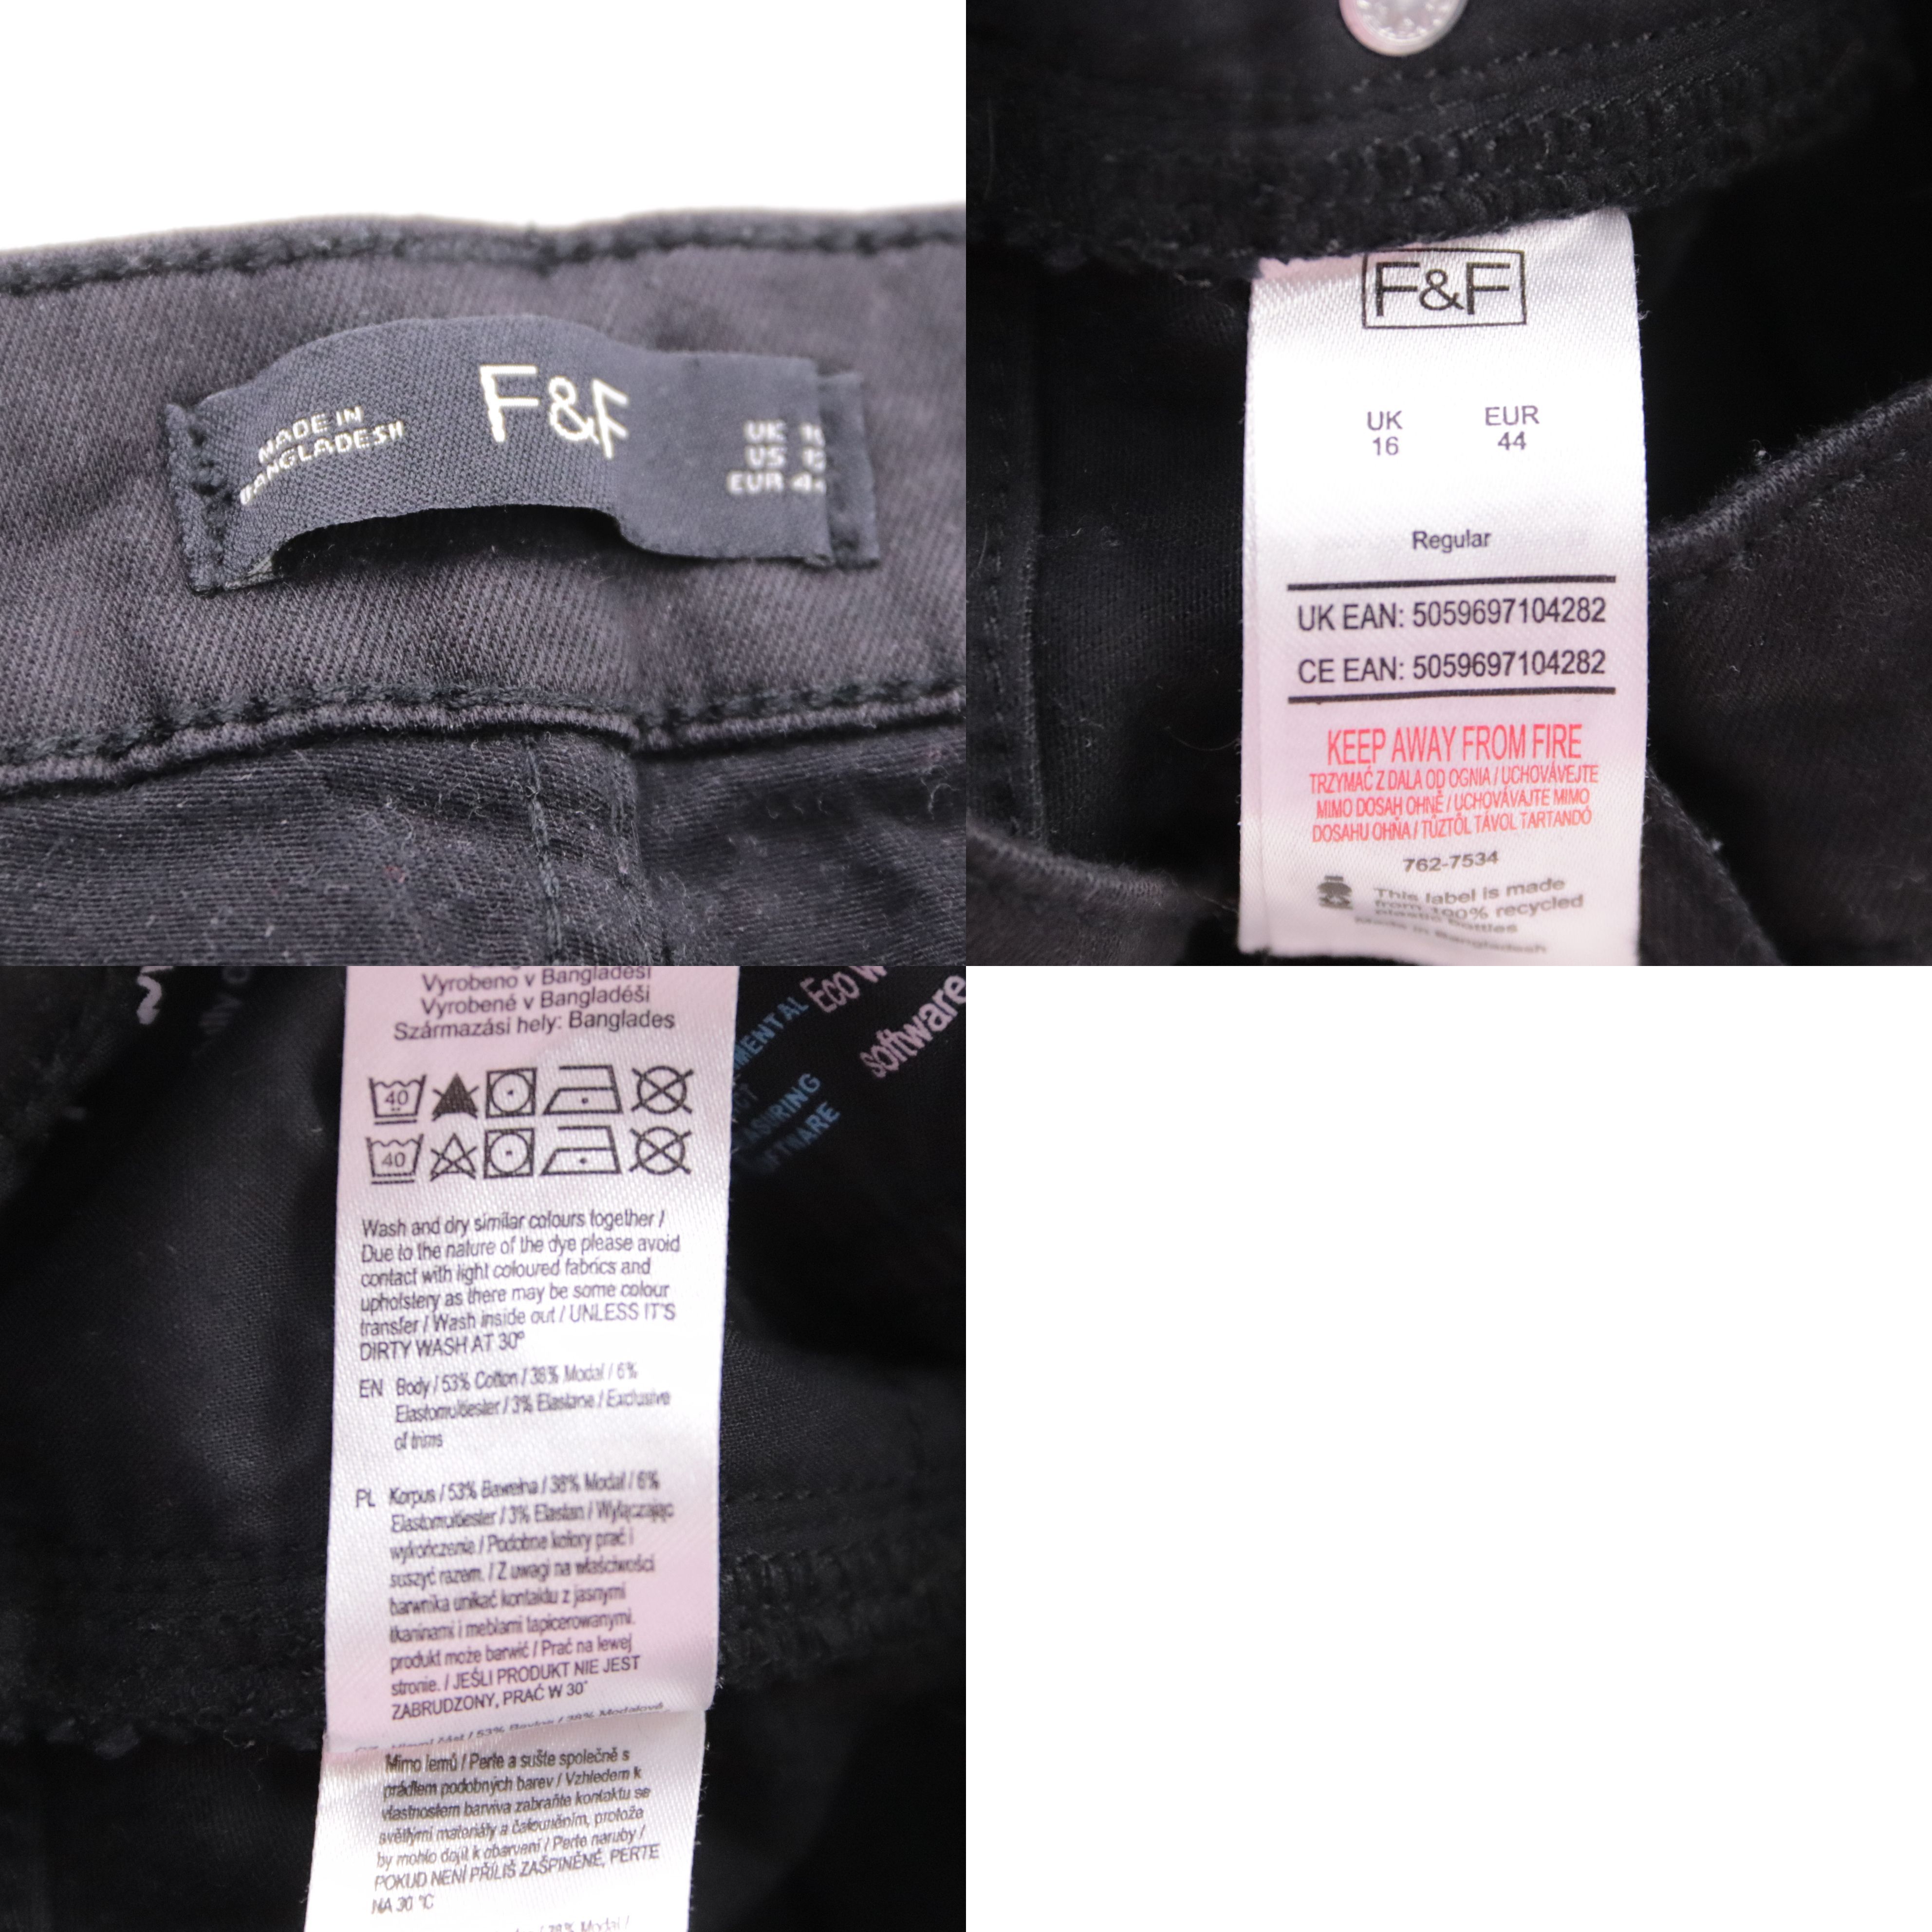 MADE IN
BANGLADESH
F&F
UK
US
EUR
F&F
UK EUR
16 44
Regular
UK EAN: 5059697104282
CE EAN: 5059697104282
KEEP AWAY FROM FIRE
TRZYMAĆ Z DALA OD OGNIA / UCHOVÁVEJTE
MIMO DOSAH OHNĚ / UCHOVÁVAJTE MIMO
DOSAHU OHŇA / TŰZTŐL TÁVOL TARTANDÓ
762-7534
This label is made
from 100% recycled
plastic bottles
Made in Bangladesh
Vyrobeno v Bangladéši
Vyrobené v Bangladéši
Származási hely: Banglades
40
40
Wash and dry similar colours together /
Due to the nature of the dye please avoid
contact with light coloured fabrics and
upholstery as there may be some colour
transfer / Wash inside out / UNLESS IT'S
DIRTY WASH AT 30°
EN Body / 53% Cotton / 38% Modal / 6%
Elastomultiester / 3% Elastane / Exclusive
of trims
PL Korpus / 53% Bawełna / 38% Modal / 6%
Elastomultiester / 3% Elastan / Wyłączając
wykończenie / Podobne kolory prać i
suszyć razem. / Z uwagi na właściwości
barwnika unikać kontaktu z jasnymi
tkaninami i meblami tapicerowanymi.
produkt może barwić / Prać na lewej
stronie. / JEŚLI PRODUKT NIE JEST
ZABRUDZONY, PRAĆ W 30°
Mimo lemů / Perte a sušte společně s
prádlem podobných barev / Vzhledem k
vlastnostem barviva zabraňte kontaktu se
světlými materiály a čalouněním, protože
by mohlo dojít k obarvení / Perte naruby /
POKUD NENÍ PŘÍLIŠ ZAŠPINĚNÉ, PERTE
NA 30 °C
Eco
software
MEASURING
SOFTWARE